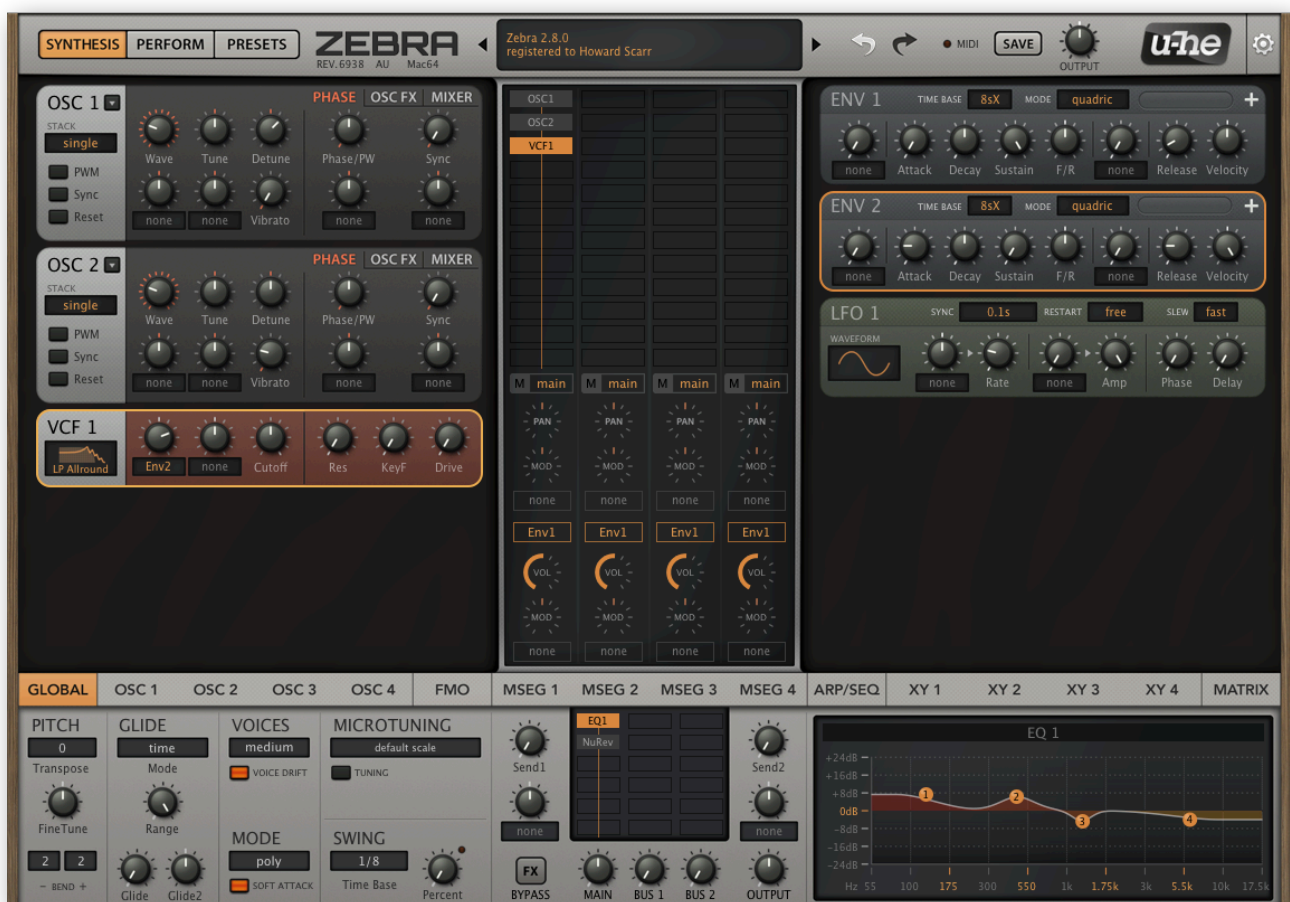 SYNTHESIS PERFORM PRESETS ZEBRA
REV.6938 AU Mac64
Zebra 2.8.0
registered to Howard Scarr
MIDI SAVE OUTPUT u-he
OSC 1 PHASE OSC FX MIXER
STACK
single
PWM
Sync
Reset
Wave Tune Detune Phase/PW Sync
none none Vibrato none none
OSC 2 PHASE OSC FX MIXER
STACK
single
PWM
Sync
Reset
Wave Tune Detune Phase/PW Sync
none none Vibrato none none
VCF 1
LP Allround
Env2 none Cutoff Res KeyF Drive
OSC1
OSC2
VCF1
M main M main M main M main
PAN PAN PAN PAN
MOD MOD MOD MOD
none none none none
Env1 Env1 Env1 Env1
VOL VOL VOL VOL
MOD MOD MOD MOD
none none none none
ENV 1 TIME BASE 8sX MODE quadric +
none Attack Decay Sustain F/R none Release Velocity
ENV 2 TIME BASE 8sX MODE quadric +
none Attack Decay Sustain F/R none Release Velocity
LFO 1 SYNC 0.1s RESTART free SLEW fast
WAVEFORM
none Rate none Amp Phase Delay
GLOBAL OSC 1 OSC 2 OSC 3 OSC 4 FMO MSEG 1 MSEG 2 MSEG 3 MSEG 4 ARP/SEQ XY 1 XY 2 XY 3 XY 4 MATRIX
PITCH
0
Transpose
FineTune
2 2
- BEND +
GLIDE
time
Mode
Range
Glide Glide2
VOICES
medium
VOICE DRIFT
MODE
poly
SOFT ATTACK
MICROTUNING
default scale
TUNING
SWING
1/8
Time Base Percent
Send1
none
FX
BYPASS
EQ1
NuRev
MAIN BUS 1 BUS 2 OUTPUT
Send2
none
EQ 1
+24dB
+16dB
+8dB
0dB
-8dB
-16dB
-24dB
1 2 3 4
Hz 55 100 175 300 550 1k 1.75k 3k 5.5k 10k 17.5k